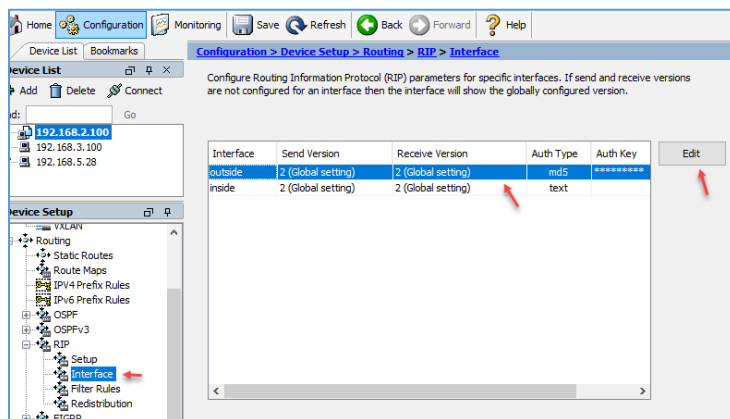 Home Configuration Monitoring Save Refresh Back Forward Help
Device List Bookmarks
Device List
Add Delete Connect
Go
192.168.2.100
192.168.3.100
192.168.5.28
Device Setup
VXLAN
Routing
Static Routes
Route Maps
IPV4 Prefix Rules
IPv6 Prefix Rules
OSPF
OSPFv3
RIP
Setup
Interface
Filter Rules
Redistribution
EIGRP
Configuration > Device Setup > Routing > RIP > Interface
Configure Routing Information Protocol (RIP) parameters for specific interfaces. If send and receive versions
are not configured for an interface then the interface will show the globally configured version.
Interface Send Version Receive Version Auth Type Auth Key
outside 2 (Global setting) 2 (Global setting) md5 *********
inside 2 (Global setting) 2 (Global setting) text
Edit